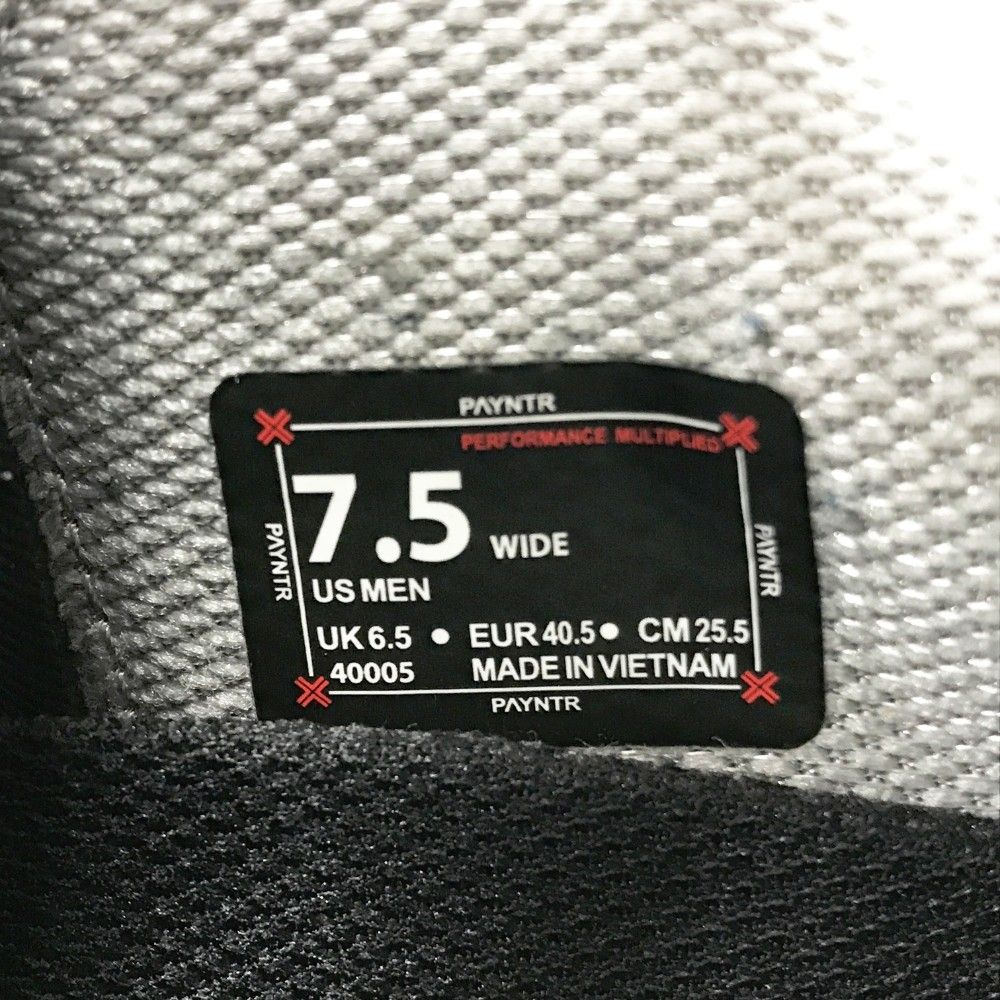 PAYNTR
PERFORMANCE MULTIPLIED
7.5 WIDE
US MEN
UK 6.5 • EUR 40.5 • CM 25.5
40005 MADE IN VIETNAM
PAYNTR
PAYNTR
PAYNTR